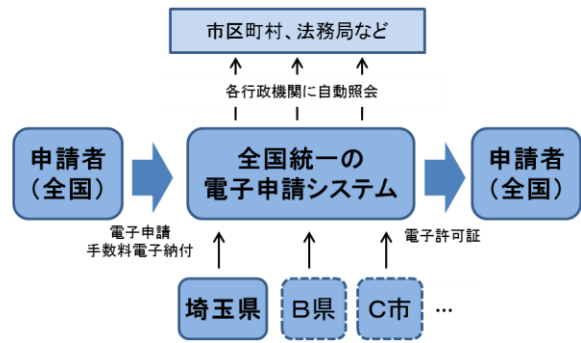 市区町村、法務局など
各行政機関に自動照会
申請者
（全国）
全国統一の
電子申請システム
申請者
（全国）
電子申請
手数料電子納付
電子許可証
埼玉県
B県
C市
…